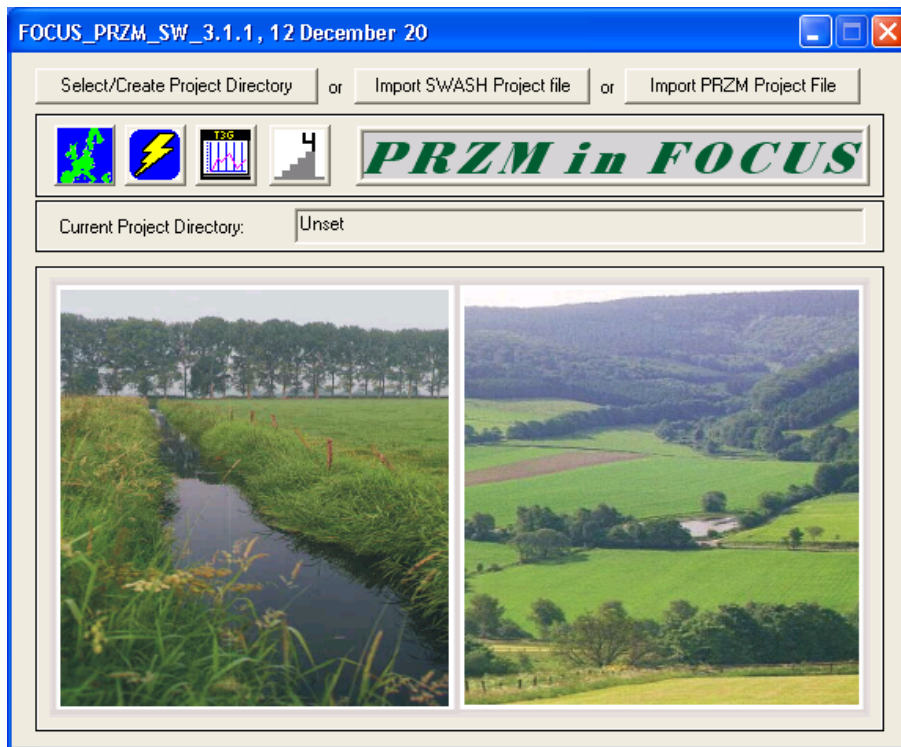 FOCUS_PRZM_SW_3.1.1, 12 December 20
Select/Create Project Directory or Import SWASH Project file or Import PRZM Project File
T3G 4 PRZM in FOCUS
Current Project Directory: Unset